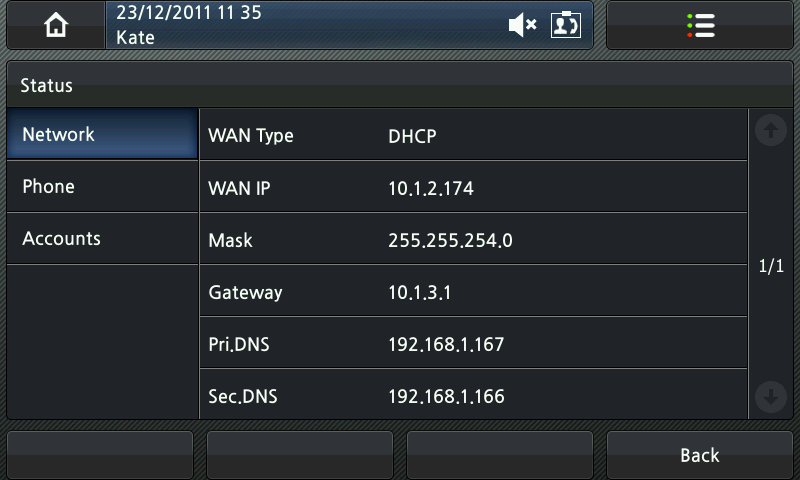 23/12/2011 11 35
Kate
Status
Network
WAN Type DHCP
Phone
WAN IP 10.1.2.174
Accounts
Mask 255.255.254.0
Gateway 10.1.3.1
1/1
Pri.DNS 192.168.1.167
Sec.DNS 192.168.1.166
Back